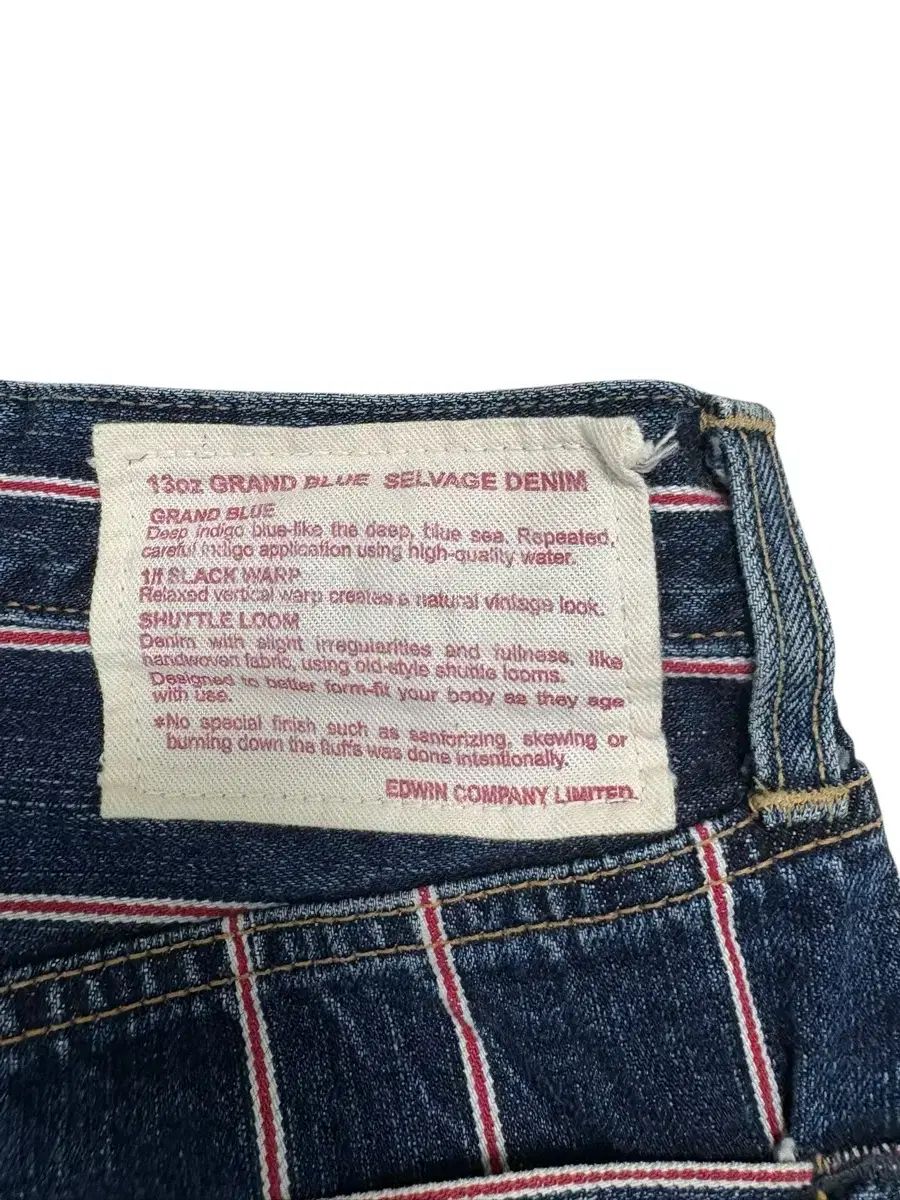 13oz GRAND BLUE SELVAGE DENIM
GRAND BLUE
Deep indigo blue-like the deep, blue sea. Repeated,
careful indigo application using high-quality water.
1/f SLACK WARP
Relaxed vertical warp creates a natural vintage look.
SHUTTLE LOOM
Denim with slight irregularities and fullness, like
handwoven fabric, using old-style shuttle looms.
Designed to better form-fit your body as they age
with use.
*No special finish such as sanforizing, skewing or
burning down the fluffs was done intentionally.
EDWIN COMPANY LIMITED.